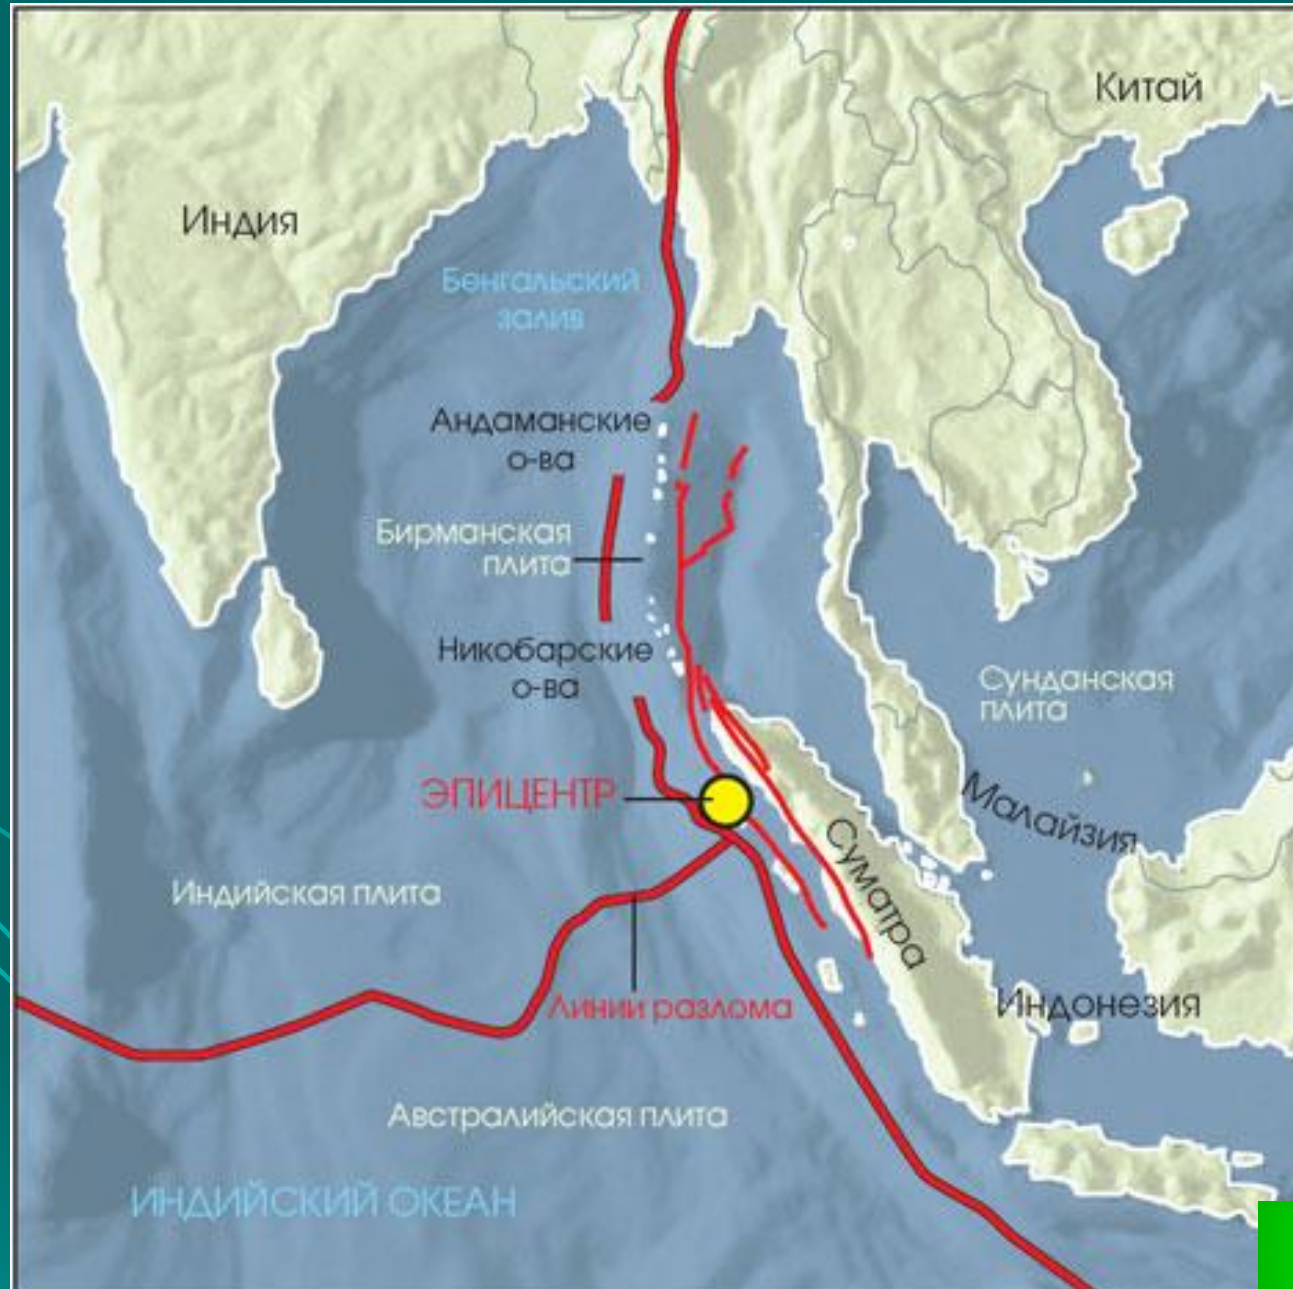 Китай
Индия
Бенгальский
залив
Андаманские
о-ва
Бирманская
плита
Никобарские
о-ва
Сунданская
плита
ЭПИЦЕНТР
Малайзия
Суматра
Индийская плита
Линии разлома
Индонезия
Австралийская плита
ИНДИЙСКИЙ ОКЕАН